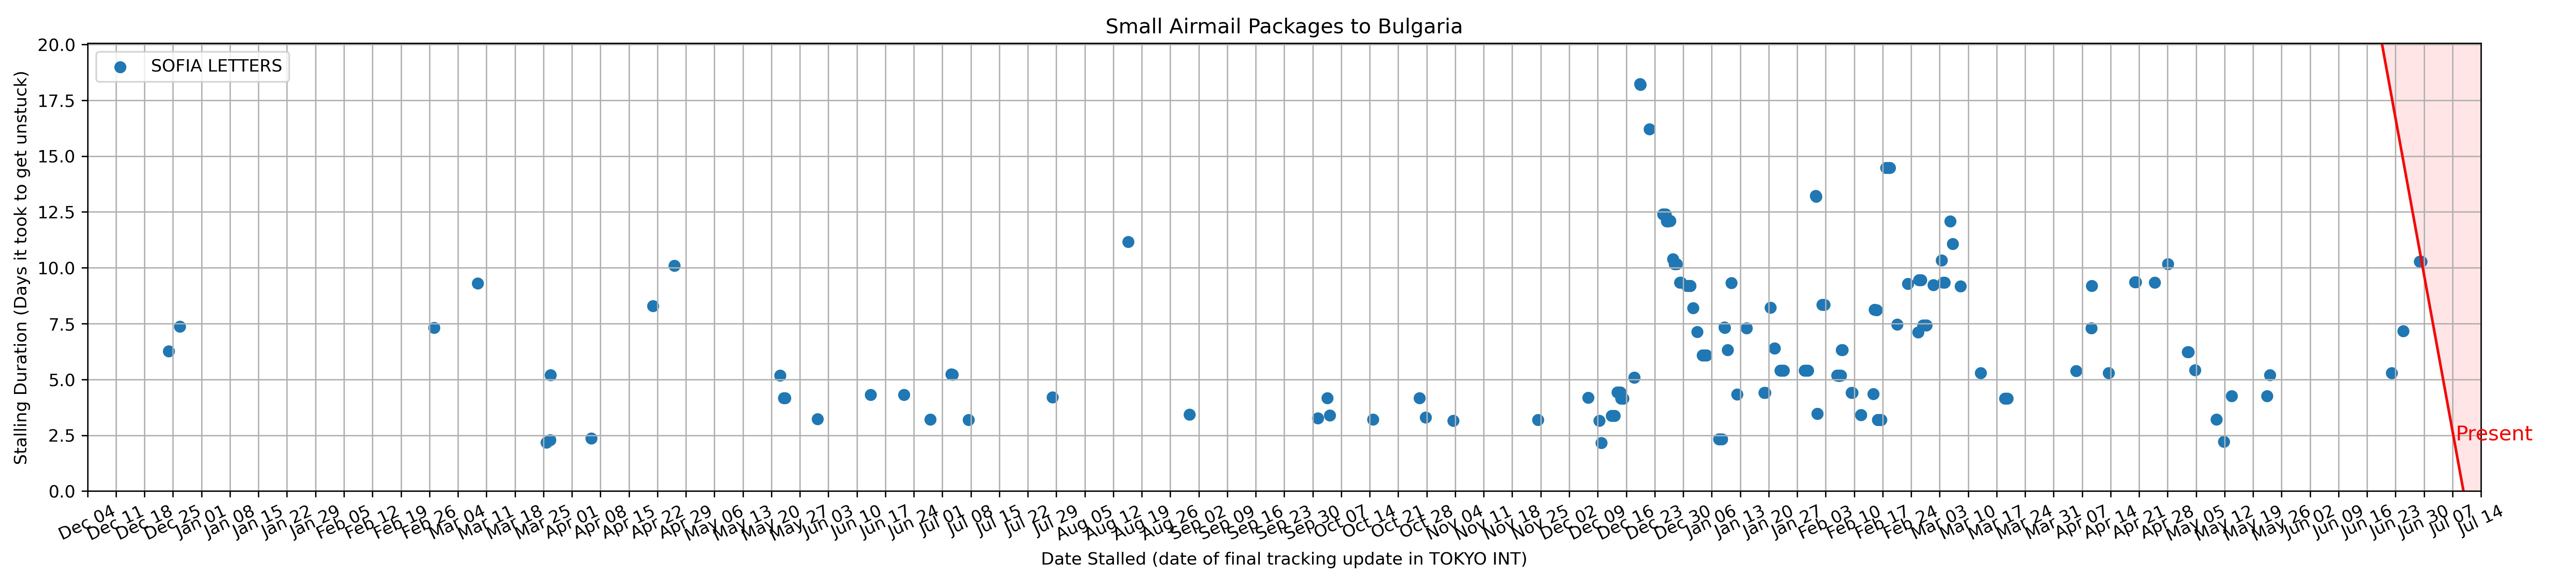 Small Airmail Packages to Bulgaria
SOFIA LETTERS
Stalling Duration (Days it took to get unstuck)
20.0
17.5
15.0
12.5
10.0
7.5
5.0
2.5
0.0
Present
Dec 04 Dec 11 Dec 18 Dec 25 Jan 01 Jan 08 Jan 15 Jan 22 Jan 29 Feb 05 Feb 12 Feb 19 Feb 26 Mar 04 Mar 11 Mar 18 Mar 25 Apr 01 Apr 08 Apr 15 Apr 22 Apr 29 May 06 May 13 May 20 May 27 Jun 03 Jun 10 Jun 17 Jun 24 Jul 01 Jul 08 Jul 15 Jul 22 Jul 29 Aug 05 Aug 12 Aug 19 Aug 26 Sep 02 Sep 09 Sep 16 Sep 23 Sep 30 Oct 07 Oct 14 Oct 21 Oct 28 Nov 04 Nov 11 Nov 18 Nov 25 Dec 02 Dec 09 Dec 16 Dec 23 Dec 30 Jan 06 Jan 13 Jan 20 Jan 27 Feb 03 Feb 10 Feb 17 Feb 24 Mar 03 Mar 10 Mar 17 Mar 24 Mar 31 Apr 07 Apr 14 Apr 21 Apr 28 May 05 May 12 May 19 May 26 Jun 02 Jun 09 Jun 16 Jun 23 Jun 30 Jul 07 Jul 14
Date Stalled (date of final tracking update in TOKYO INT)